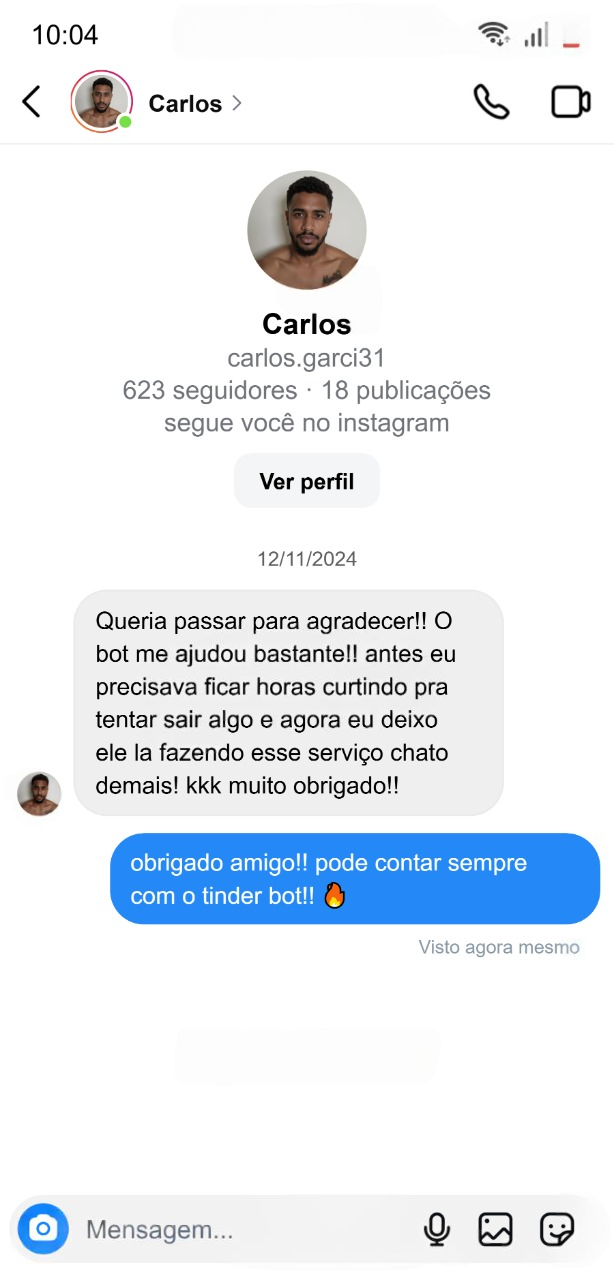 10:04
Carlos
Carlos
carlos.garci31
623 seguidores · 18 publicações
segue você no instagram
Ver perfil
12/11/2024
Queria passar para agradecer!! O
bot me ajudou bastante!! antes eu
precisava ficar horas curtindo pra
tentar sair algo e agora eu deixo
ele la fazendo esse serviço chato
demais! kkk muito obrigado!!
obrigado amigo!! pode contar sempre
com o tinder bot!! 🔥
Visto agora mesmo
Mensagem...